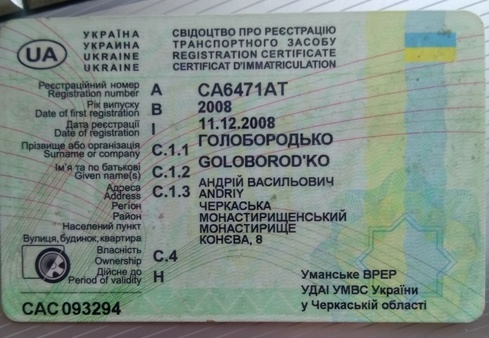 UA
УКРАЇНА
УКРАИНА
UKRAINE
UKRAINE
СВІДОЦТВО ПРО РЕЄСТРАЦІЮ
ТРАНСПОРТНОГО ЗАСОБУ
REGISTRATION CERTIFICATE
CERTIFICAT D'IMMATRICULATION
Реєстраційний номер
Registration number A CA6471AT
Рік випуску
Date of first registration B 2008
Дата реєстрації I 11.12.2008
Прізвище або організація
Surname or company C.1.1 ГОЛОБОРОДЬКО
GOLOBOROD'KO
Ім'я та по батькові
Given name(s) C.1.2 АНДРІЙ ВАСИЛЬОВИЧ
Адреса
Address C.1.3 ANDRIY
Регіон ЧЕРКАСЬКА
Район МОНАСТИРИЩЕНСЬКИЙ
Населений пункт МОНАСТИРИЩЕ
Вулиця, будинок, квартира КОНЄВА, 8
Власність
Ownership C.4
Дійсне до
Period of validity H
Уманське ВРЕР
УДАІ УМВС України
у Черкаській області
CAC 093294